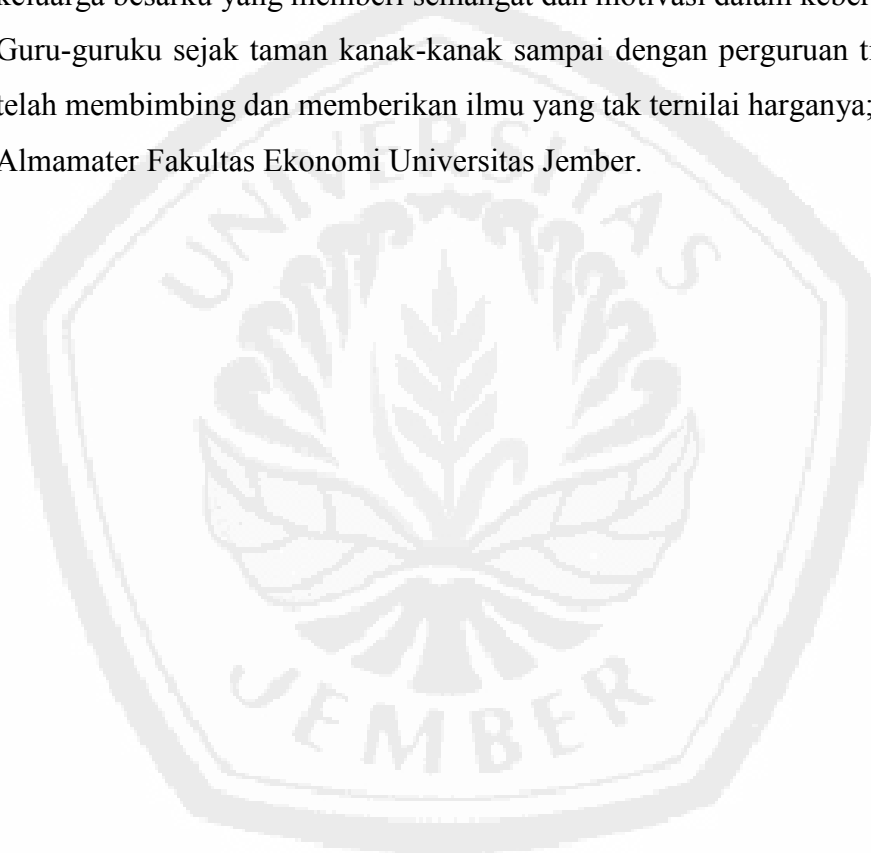 keluarga besarku yang memberi semangat dan motivasi dalam
Guru-guruku sejak taman kanak-kanak sampai dengan perguruan
telah membimbing dan memberikan ilmu yang tak ternilai harganya;
Almamater Fakultas Ekonomi Universitas Jember.
UNIVERSITAS
JEMBER